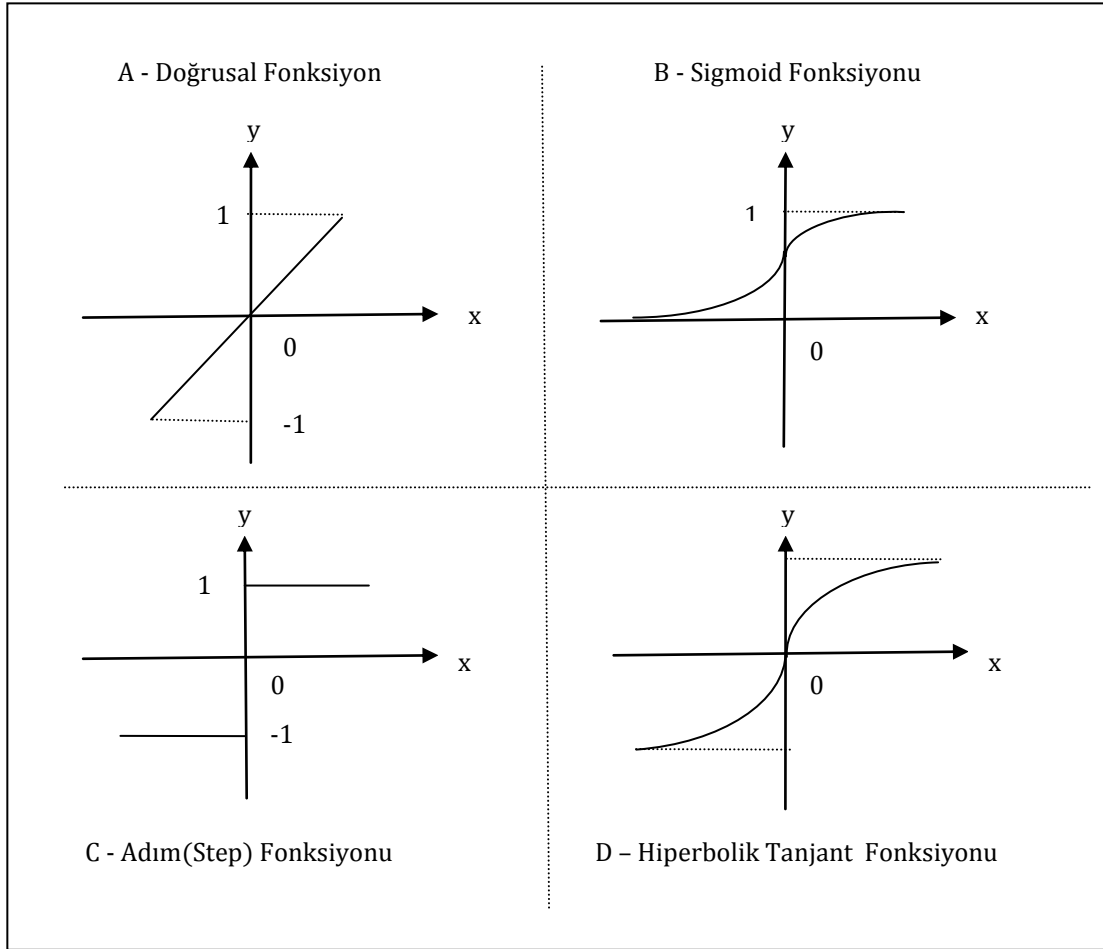 A - Doğrusal Fonksiyon
y
1
x
0
-1
B - Sigmoid Fonksiyonu
y
1
x
0
y
1
x
0
-1
C - Adım(Step) Fonksiyonu
y
x
0
D – Hiperbolik Tanjant Fonksiyonu